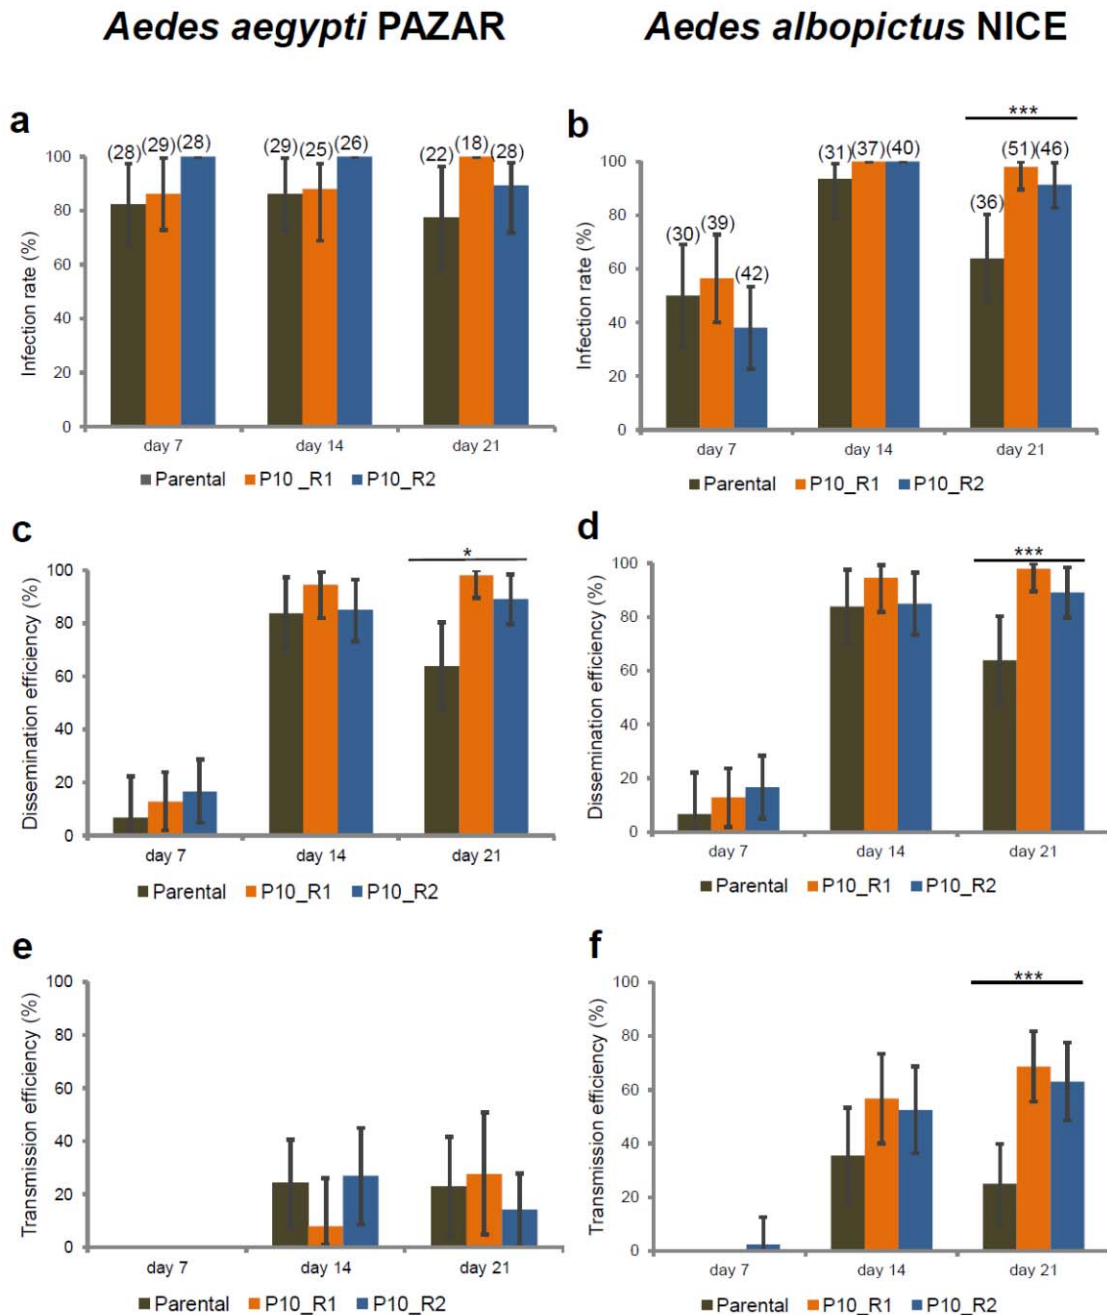 Aedes aegypti PAZAR
Aedes albopictus NICE
a
(28) (29) (28) (29) (25) (26) (22) (18) (28)
Infection rate (%)
100
80
60
40
20
0
day 7 day 14 day 21
Parental P10_R1 P10_R2
b
***
(30) (39) (42) (31) (37) (40) (36) (51) (46)
Infection rate (%)
100
80
60
40
20
0
day 7 day 14 day 21
Parental P10_R1 P10_R2
c
*
Dissemination efficiency (%)
100
80
60
40
20
0
day 7 day 14 day 21
Parental P10_R1 P10_R2
d
***
Dissemination efficiency (%)
100
80
60
40
20
0
day 7 day 14 day 21
Parental P10_R1 P10_R2
e
Transmission efficiency (%)
100
80
60
40
20
0
day 7 day 14 day 21
Parental P10_R1 P10_R2
f
***
Transmission efficiency (%)
100
80
60
40
20
0
day 7 day 14 day 21
Parental P10_R1 P10_R2